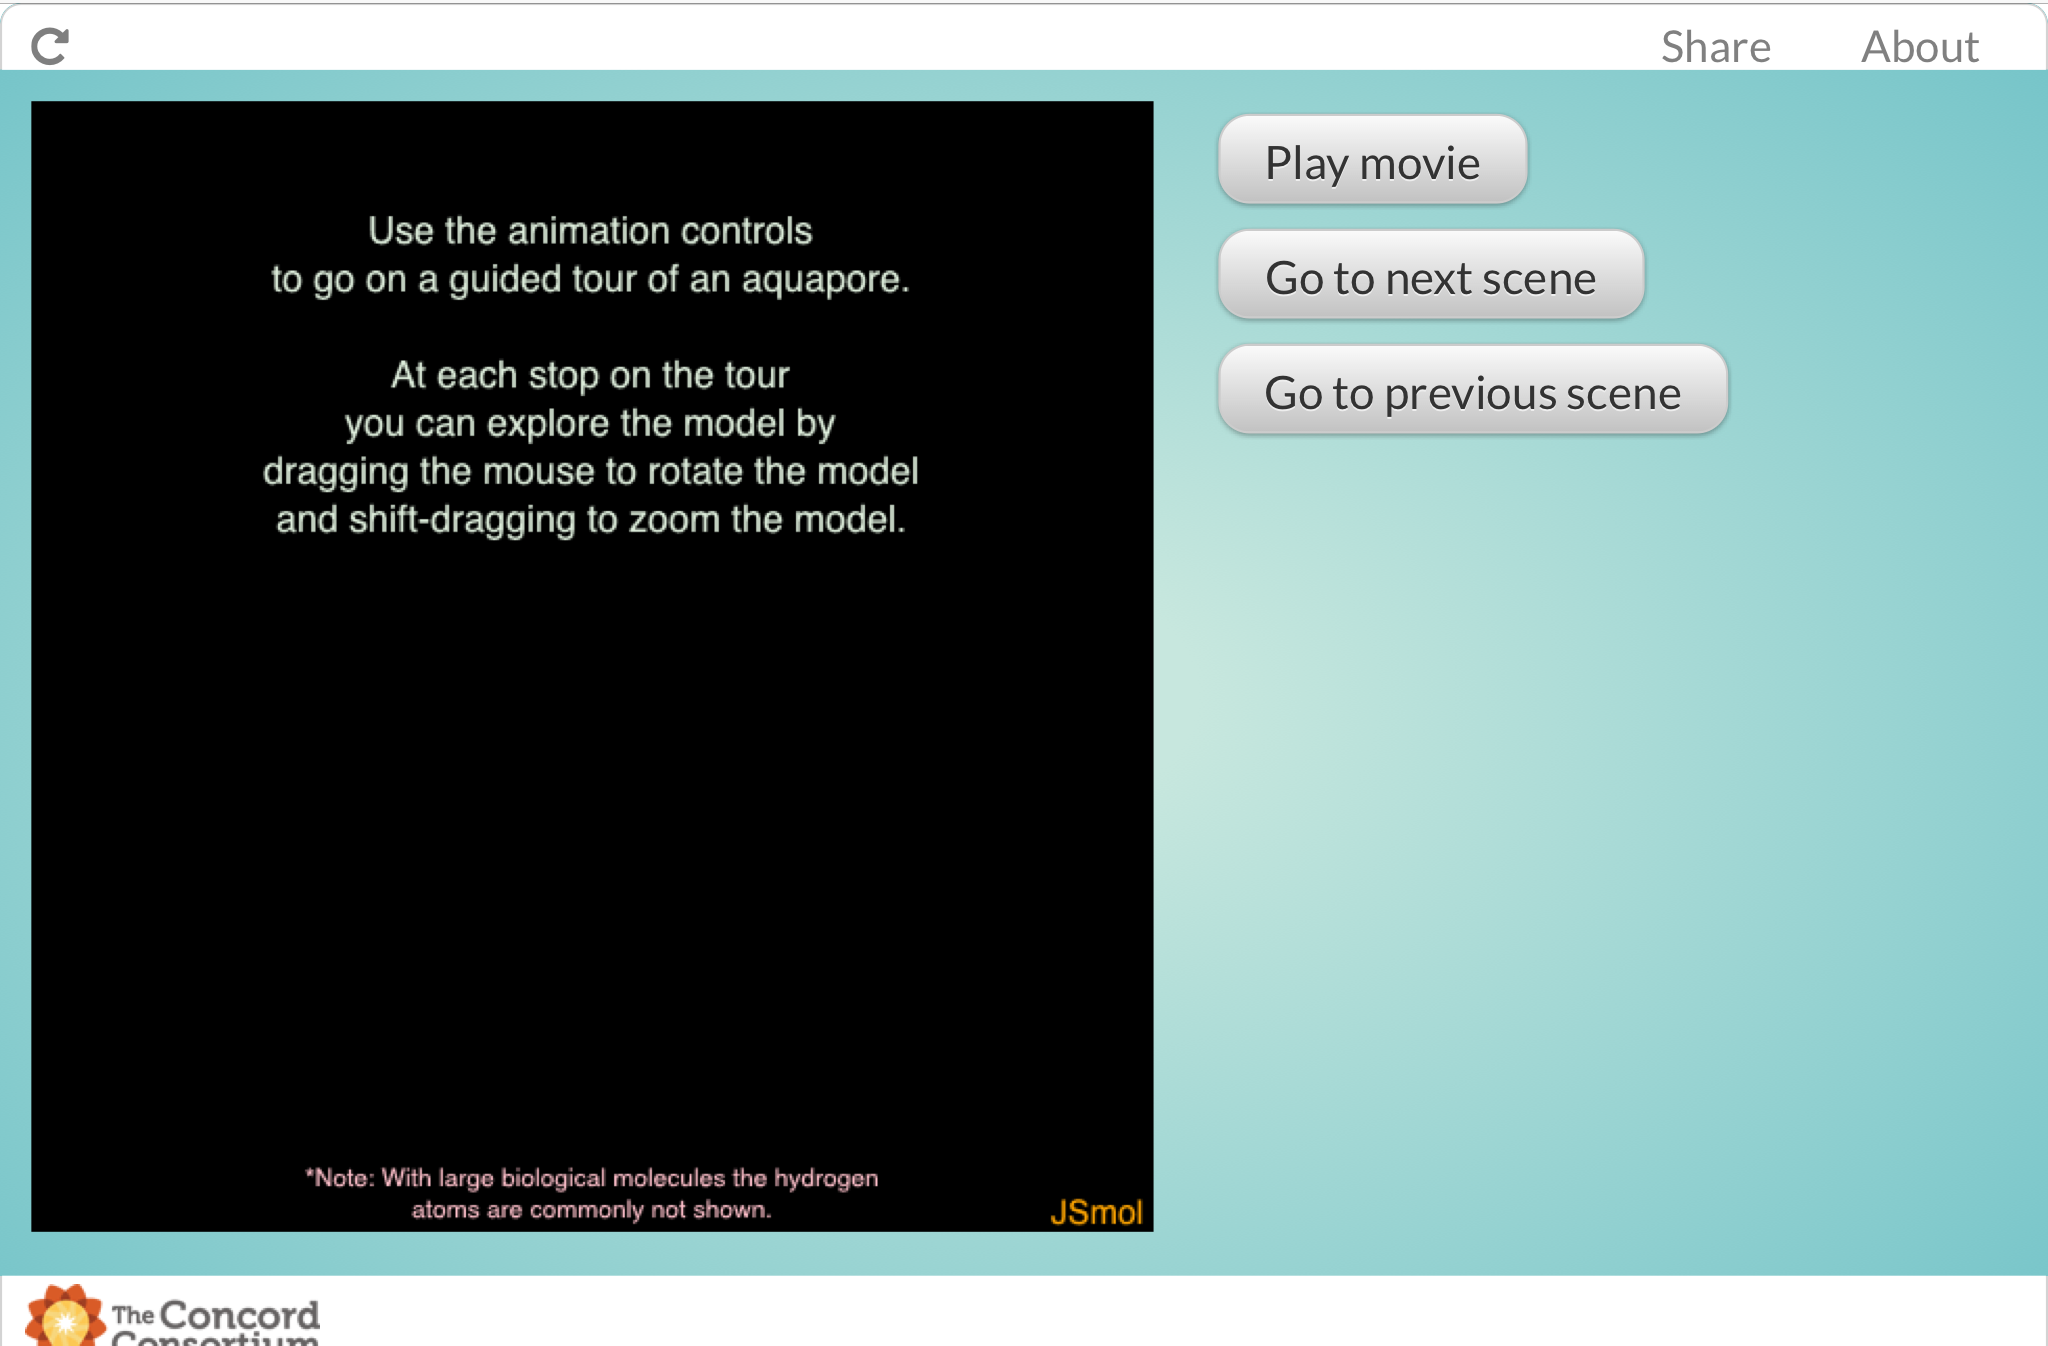 Share About
Use the animation controls
to go on a guided tour of an aquapore.
At each stop on the tour
you can explore the model by
dragging the mouse to rotate the model
and shift-dragging to zoom the model.
*Note: With large biological molecules the hydrogen
atoms are commonly not shown.
JSmol
Play movie
Go to next scene
Go to previous scene
The Concord
Consortium